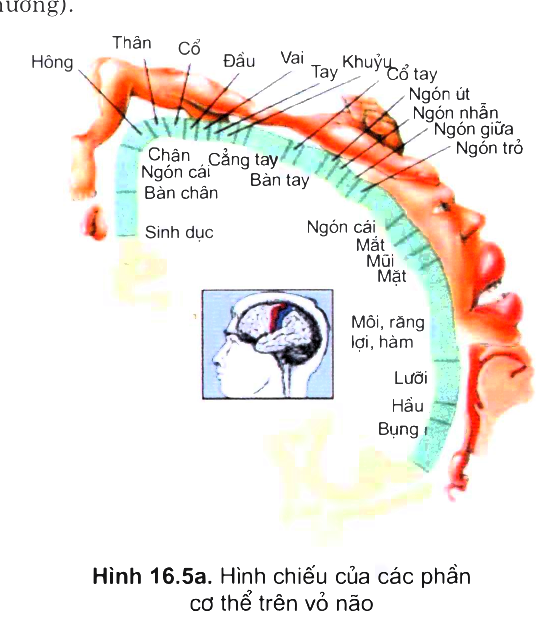 hưởng).
Thân
Cổ
Hông
Đầu
Vai
Tay
Khuỷu
Cổ tay
Ngón út
Ngón nhẫn
Ngón giữa
Ngón trỏ
Chân
Ngón cái
Cẳng tay
Bàn tay
Bàn chân
Sinh dục
Ngón cái
Mắt
Mũi
Mặt
Môi, răng
lợi, hàm
Lưỡi
Hầu
Bụng
Hình 16.5a. Hình chiếu của các phần
cơ thể trên vỏ não